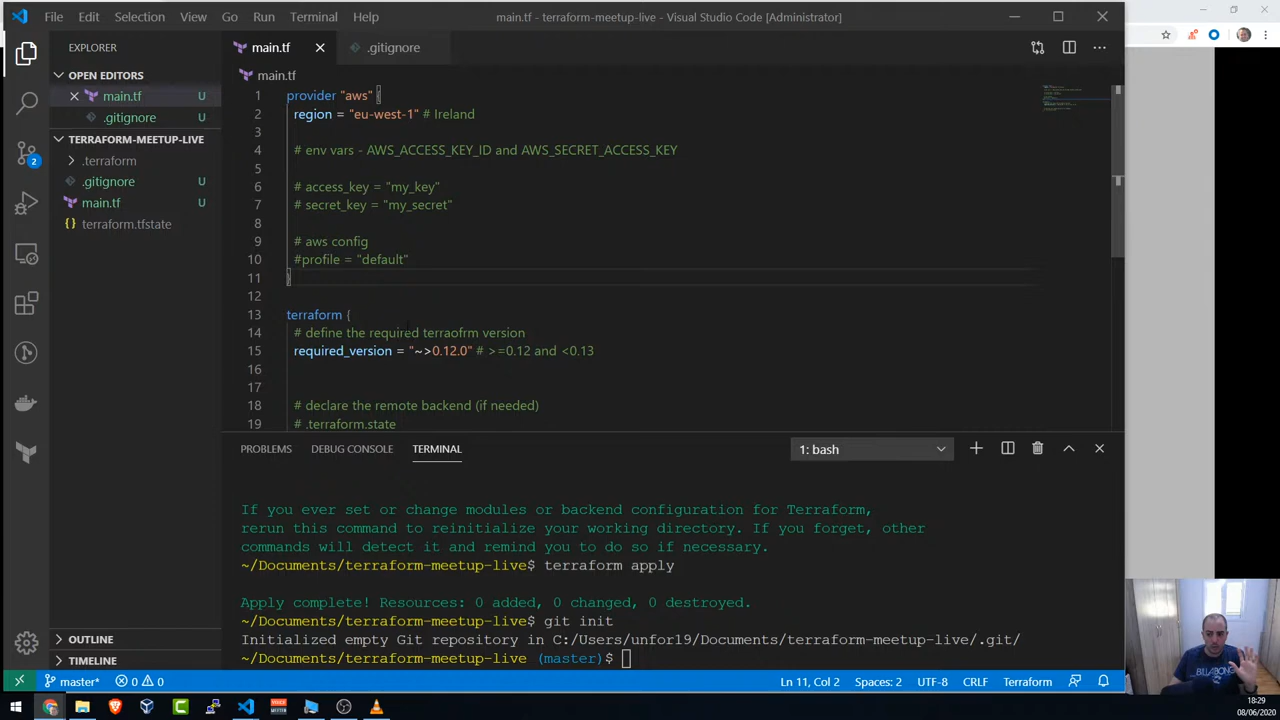 File Edit Selection View Go Run Terminal Help main.tf - terraform-meetup-live - Visual Studio Code [Administrator]
EXPLORER
OPEN EDITORS
main.tf U
.gitignore U
TERRAFORM-MEETUP-LIVE
.terraform
.gitignore U
main.tf U
terraform.tfstate
OUTLINE
TIMELINE
2
main.tf .gitignore
main.tf
1 provider "aws" {
2 region = "eu-west-1" # Ireland
3
4 # env vars - AWS_ACCESS_KEY_ID and AWS_SECRET_ACCESS_KEY
5
6 # access_key = "my_key"
7 # secret_key = "my_secret"
8
9 # aws config
10 #profile = "default"
11 }
12
13 terraform {
14 # define the required terraofrm version
15 required_version = "~>0.12.0" # >=0.12 and <0.13
16
17
18 # declare the remote backend (if needed)
19 # .terraform.state
PROBLEMS DEBUG CONSOLE TERMINAL 1: bash
If you ever set or change modules or backend configuration for Terraform,
rerun this command to reinitialize your working directory. If you forget, other
commands will detect it and remind you to do so if necessary.
~/Documents/terraform-meetup-live$ terraform apply
Apply complete! Resources: 0 added, 0 changed, 0 destroyed.
~/Documents/terraform-meetup-live$ git init
Initialized empty Git repository in C:/Users/unfor19/Documents/terraform-meetup-live/.git/
~/Documents/terraform-meetup-live (master)$
master* 0 0 Ln 11, Col 2 Spaces: 2 UTF-8 CRLF Terraform
BILLABONG
18:29
08/06/2020